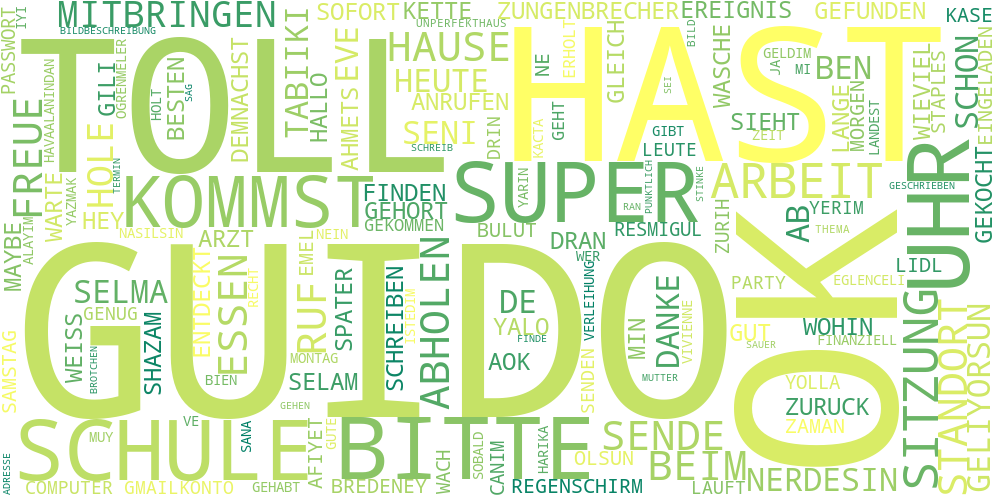 MITBRINGEN
SOFORT
KETTE
ZUNGENBRECHER
EREIGNIS
GEFUNDEN
KASE
IYI
PASSWORT
BILDBESCHREIBUNG
UNPERFEKTHAUS
TOLL
HAST
HAUSE
TABIIKI
AHMETS
EVE
HALLO
DEMNACHST
BESTEN
HOLT
SAG
OGRENMELIER
GILI
HAVAALANINDAN
FREUE
HEUTE
ANRUFEN
SENI
SCHREIB
DRIN
NE
ERHOLT
GEHT
KACTA
GLEICH
SEI
BILD
WASCHE
GELDIM
JA
MI
BEN
SIEHT
ZEIT
GIBT
LEUTE
LANGE
MORGEN
LANDEST
WIEVIEL
STAPLES
SCHON
EINGELADEN
GEKOCHT
HOLE
TERMIN
YAZMAK
WARTE
ALAYIM
MAYBE
HEY
NASILSIN
KOMMST
FINDEN
GEHORT
GEKOMMEN
NEIN
SUPER
YARIN
RAN
PUNKTLICH
STINKE
ARBEIT
GESCHRIEBEN
UHR
BULUT
DRAN
WER
RESMIGUL
ZURIH
AB
YERIM
THEMA
ARZT
EMEL
GUIDO
OK
SELMA
GENUG
WEISS
BROTCHEN
SHAZAM
ENTDECKT
ESSEN
RECHT
RUF
SPATER
SCHREIBEN
ISTEDIM
ABHOLEN
DE
YALO
FINDE
AOK
VERLEIHUNG
SENDEN
MIN
DANKE
VIVIENNE
MUTTER
PARTY
EGLENCELI
LIDL
GUT
SAUER
WOHIN
FINANZIELL
YOLLA
ZURUCK
ZAMAN
SITZUNG
STANDORT
GELIYORSUN
SAMSTAG
BIEN
MONTAG
SELAM
GEHEN
SCHULE
MUY
VE
SANA
AFIYET
GUTE
BITTE
SENDE
OLSUN
BEIM
NERDESIN
ADRESSE
COMPUTER
GMAILKONTO
GEHABT
BREDENEY
WACH
SOBALD
CANIM
HARIKA
REGENSCHIRM
LAUFT